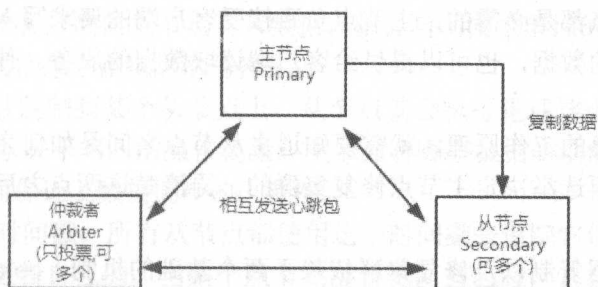 主节点
Primary
复制数据
相互发送心跳包
仲裁者
Arbiter
(只投票,可
多个)
从节点
Secondary
(可多个)